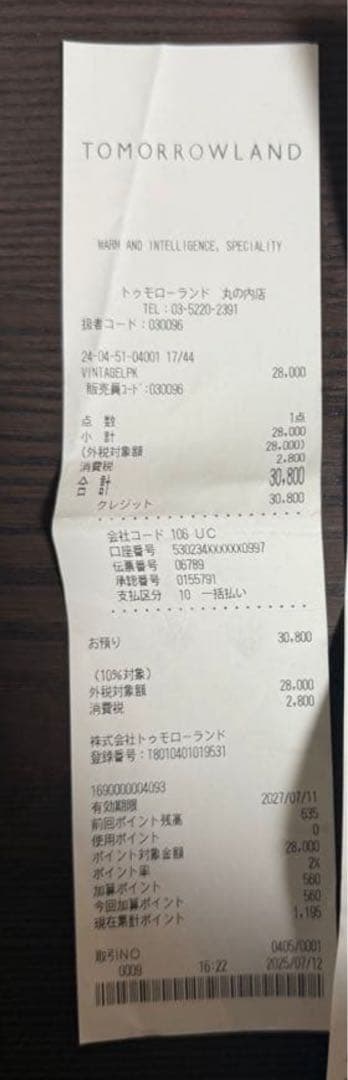 TOMORROWLAND
WARM AND INTELLIGENCE, SPECIALITY
トゥモローランド 丸の内店
TEL：03-5220-2391
扱者コード：030096
24-04-51-04001 17/44
VINTAGELPK 28,000
販売員ｺｰﾄﾞ：030096
点 数 1点
小 計 28,000
(外税対象額 28,000)
消費税 2,800
合 計 30,800
クレジット 30,800
会社コード 106 UC
口座番号 530234XXXXXX0997
伝票番号 06789
承認番号 0155791
支払区分 10 一括払い
お預り 30,800
(10%対象)
外税対象額 28,000
消費税 2,800
株式会社トゥモローランド
登録番号：T8010401019531
1690000004093
有効期限 2027/07/11
前回ポイント残高 635
使用ポイント 0
ポイント対象金額 28,000
ポイント率 2%
加算ポイント 560
今回加算ポイント 560
現在累計ポイント 1,195
取引NO 0405/0001
0009 16:22 2025/07/12